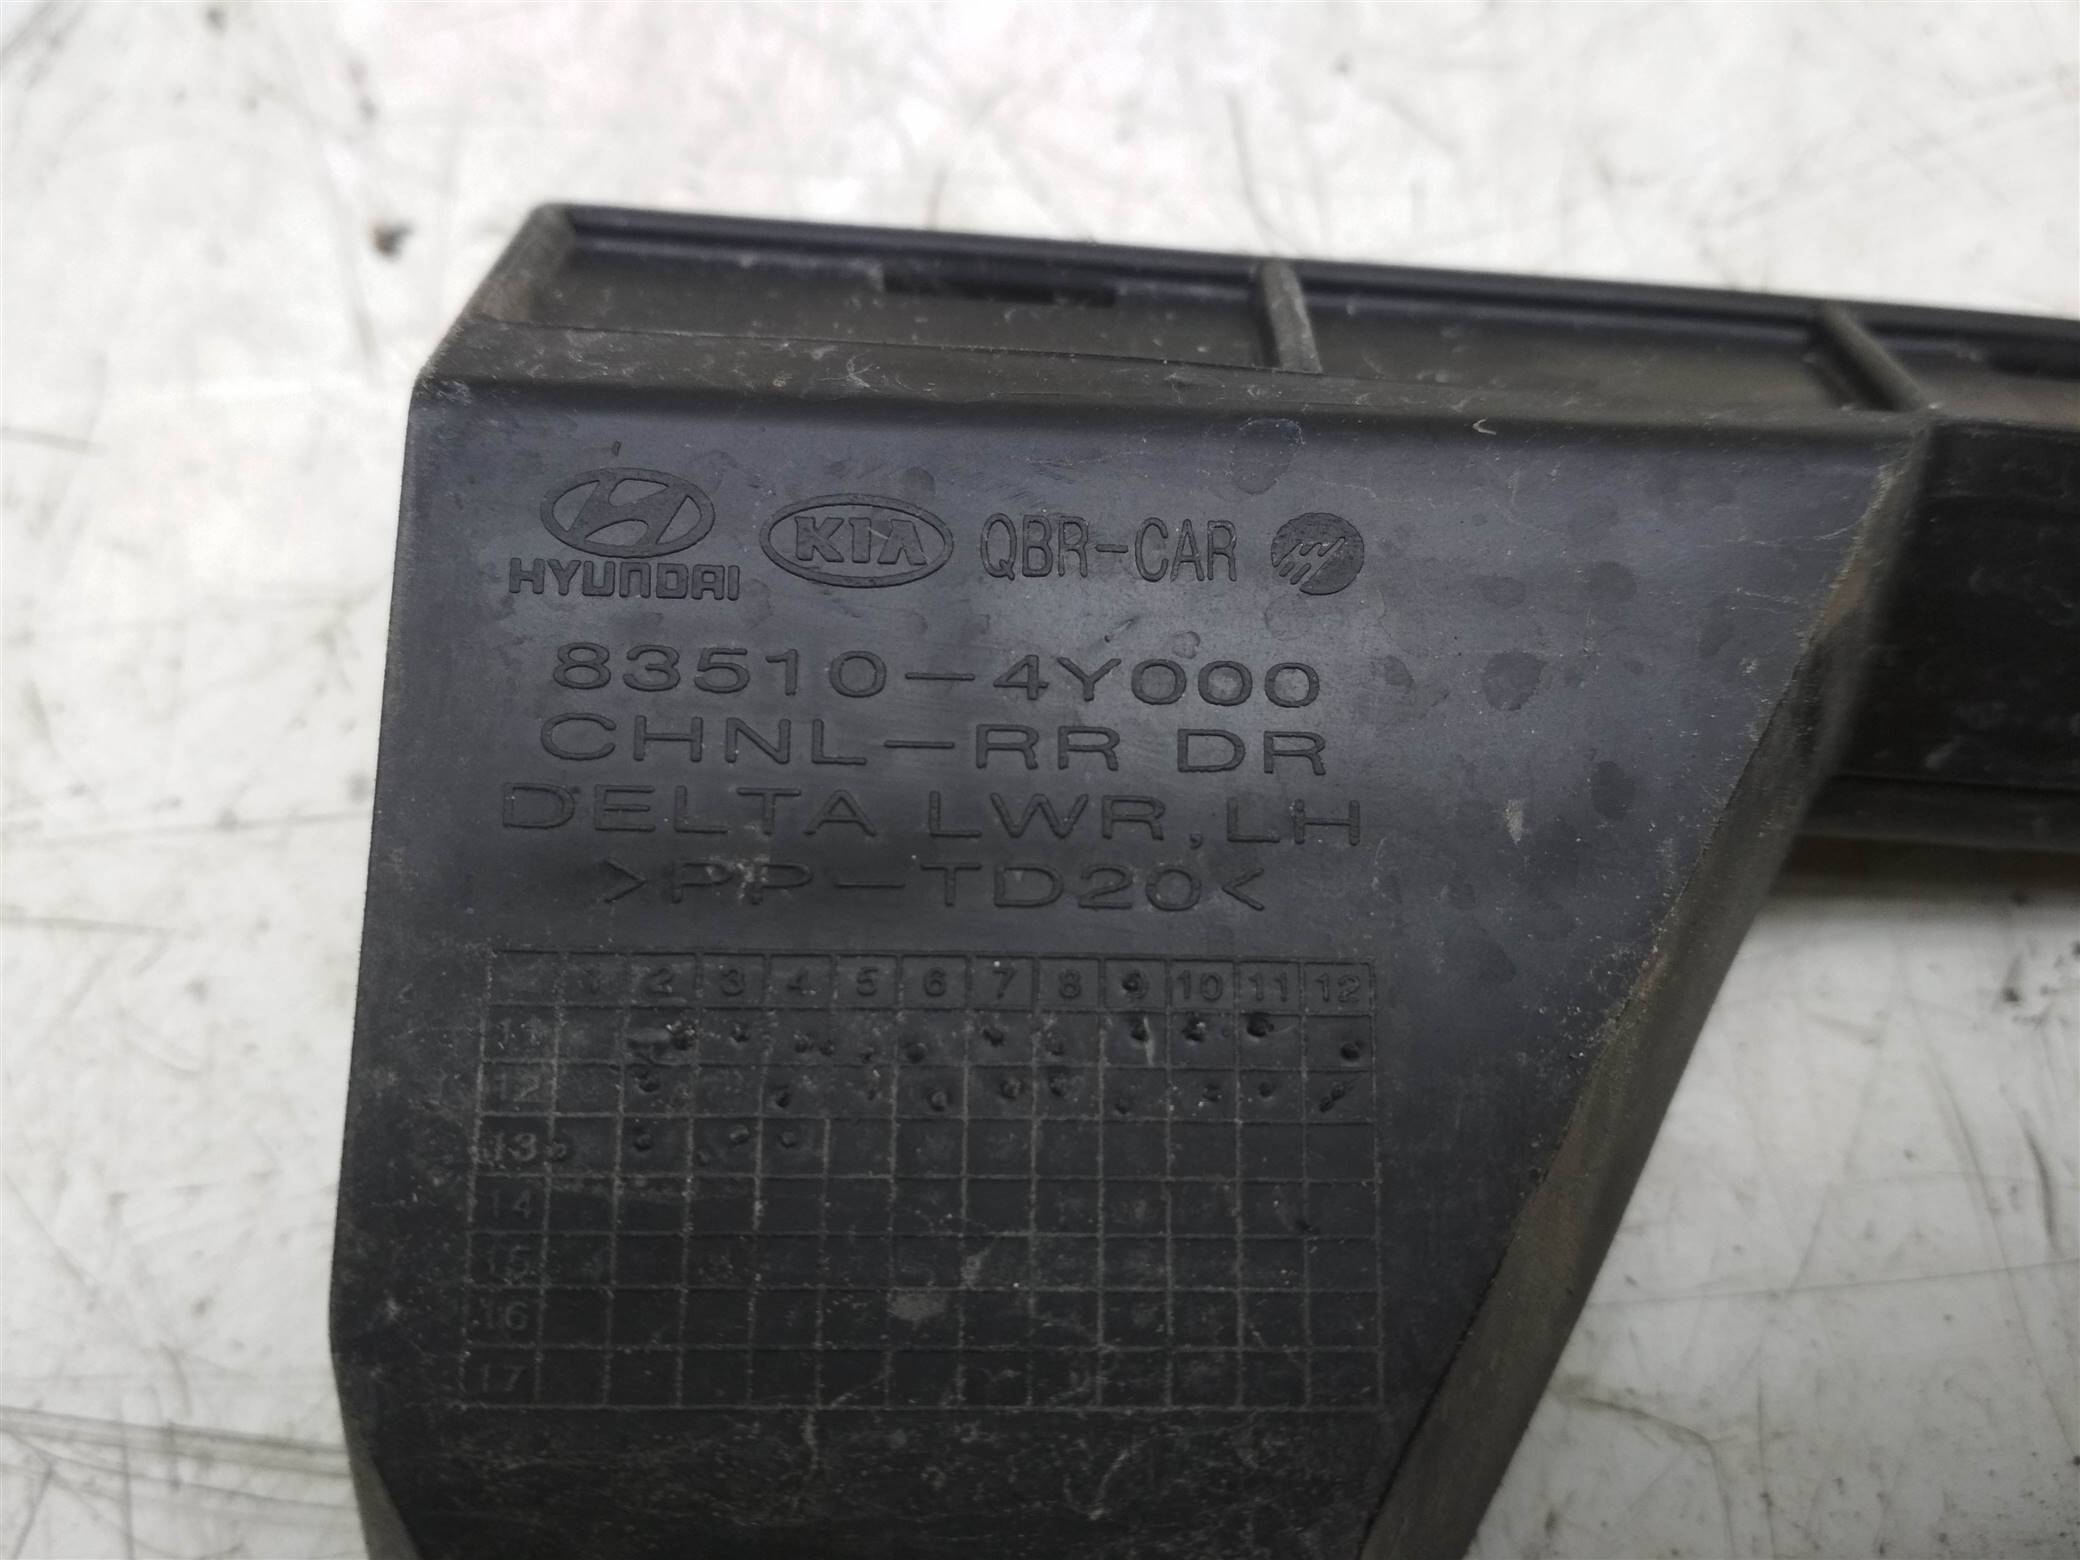 HYUNDAI KIA QBR-CAR
83510-4Y000
CHNL-RR DR
DELTA LWR,LH
>PP-TD20<
1 2 3 4 5 6 7 8 9 10 11 12
11
12
13
14
15
16
17